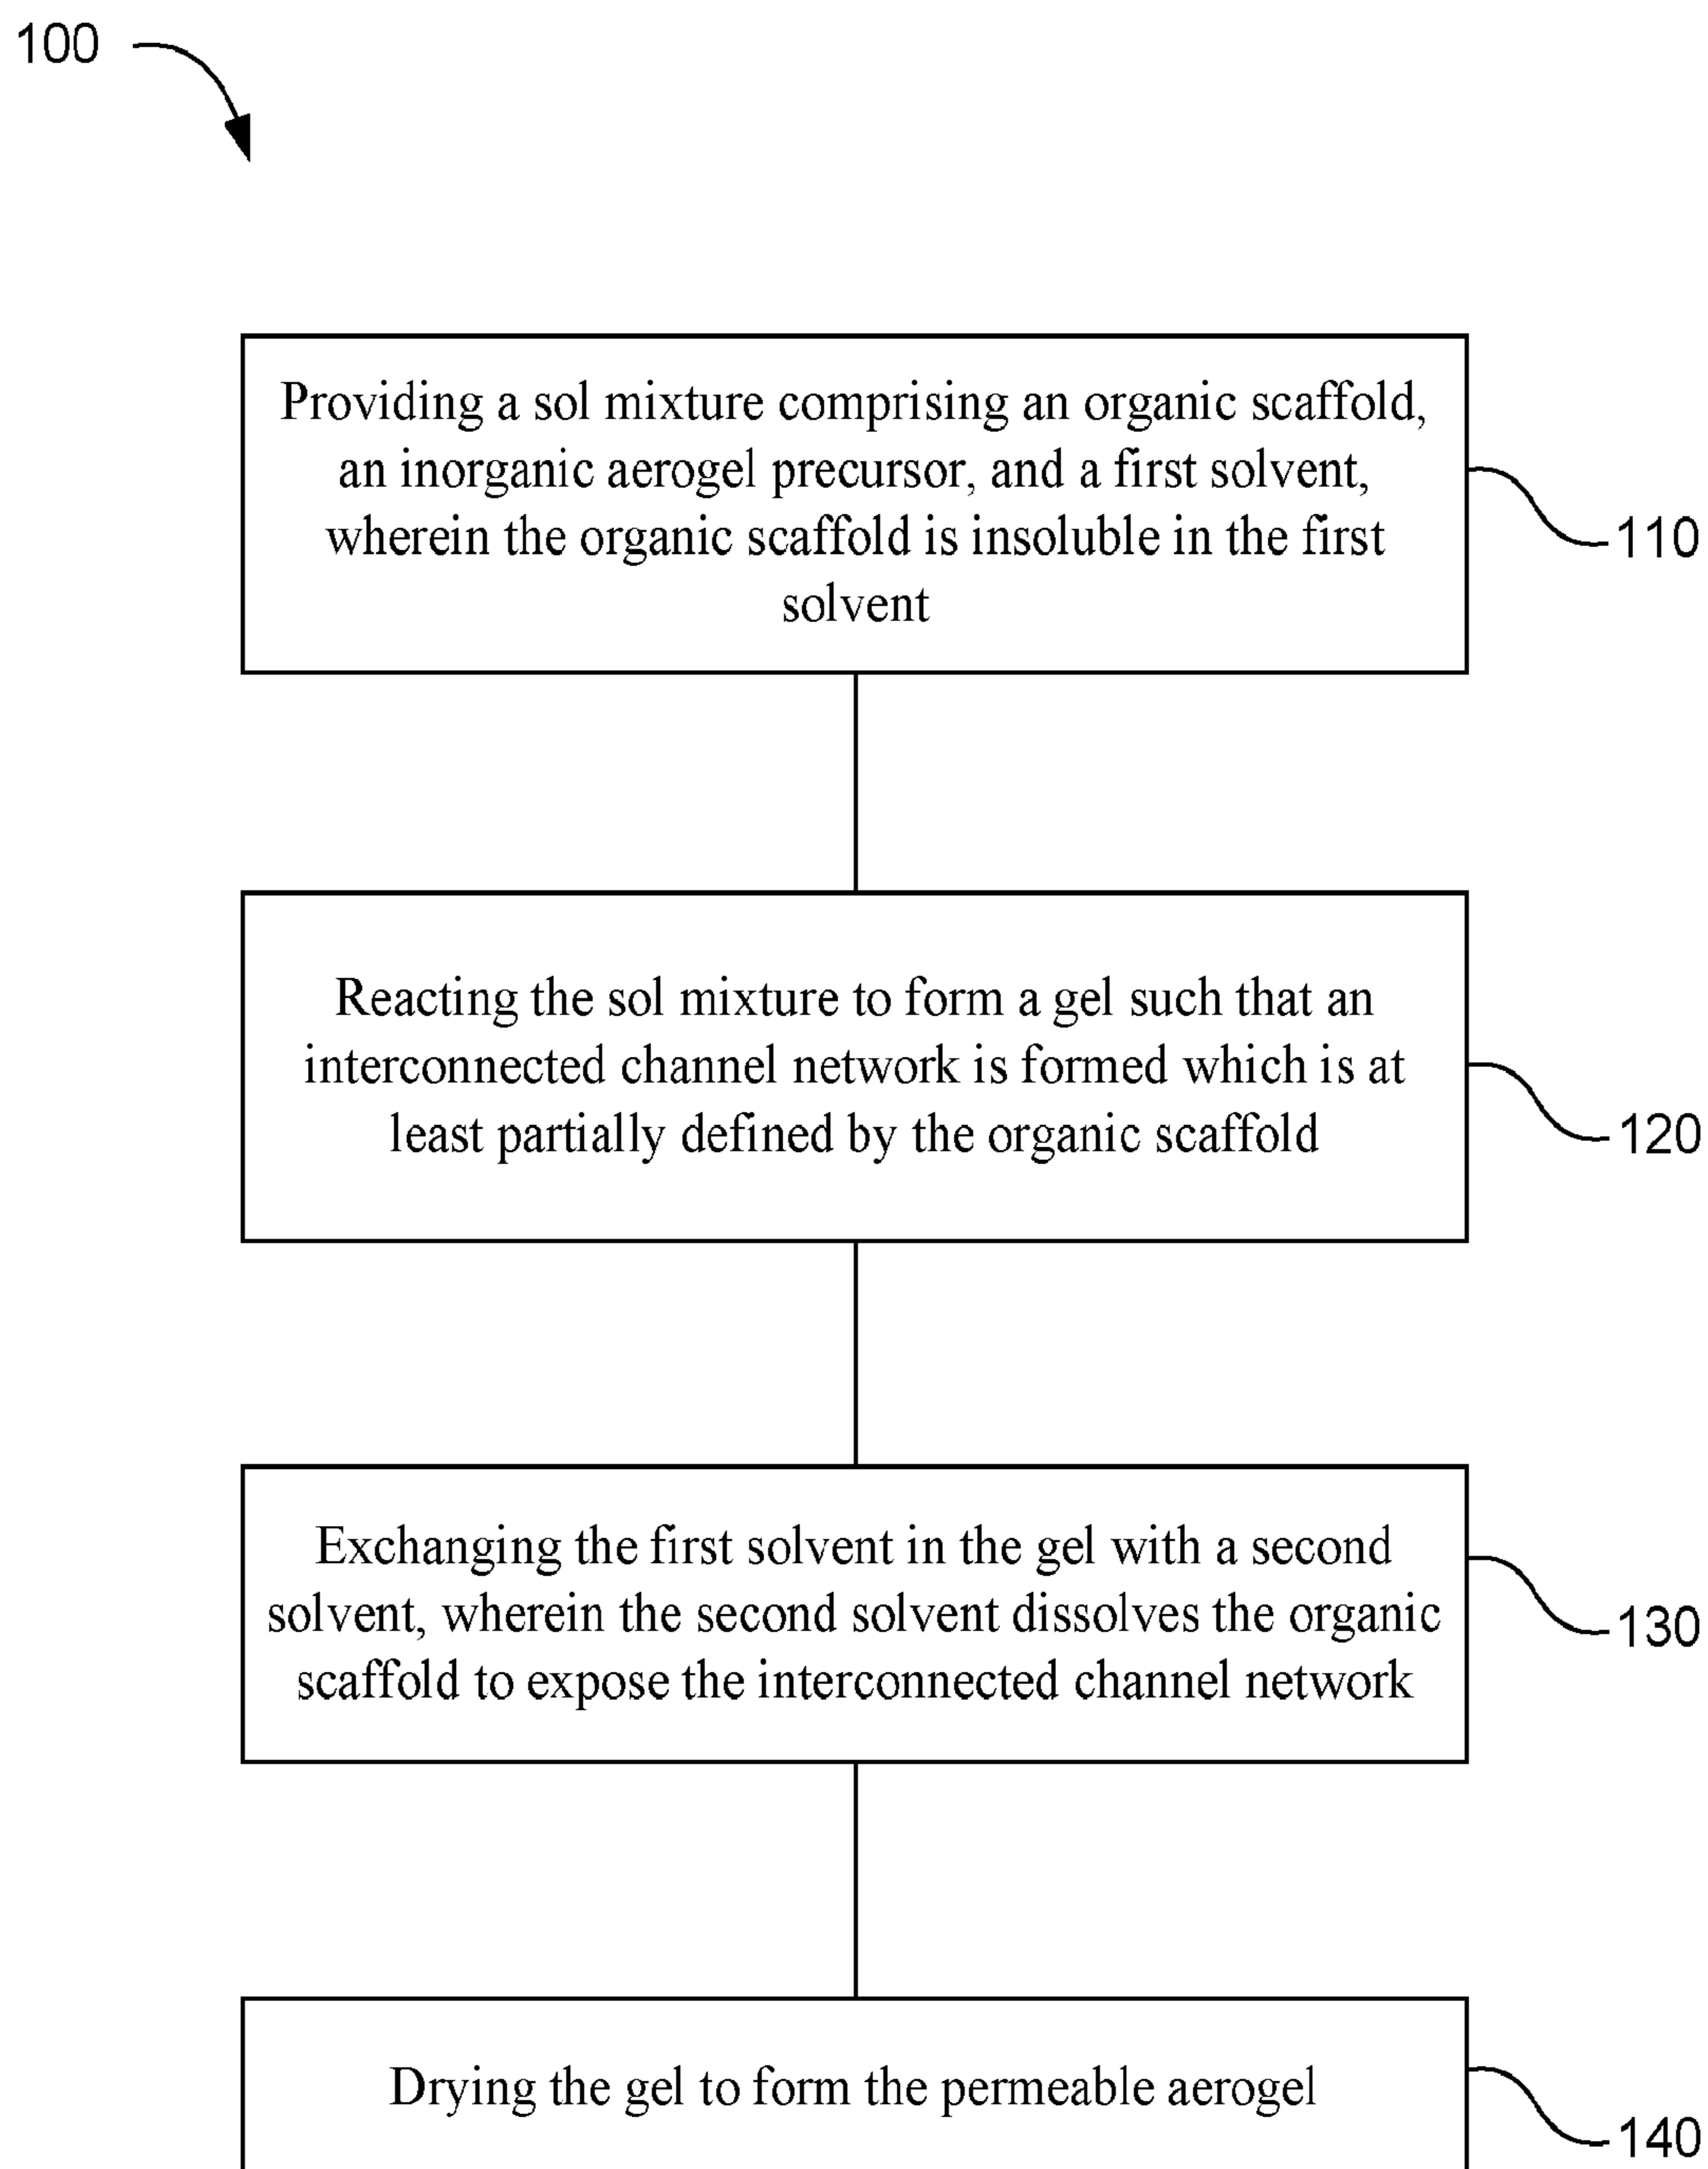 100
Providing a sol mixture comprising an organic scaffold,
an inorganic aerogel precursor, and a first solvent,
wherein the organic scaffold is insoluble in the first
solvent
110
Reacting the sol mixture to form a gel such that an
interconnected channel network is formed which is at
least partially defined by the organic scaffold
120
Exchanging the first solvent in the gel with a second
solvent, wherein the second solvent dissolves the organic
scaffold to expose the interconnected channel network
130
Drying the gel to form the permeable aerogel
140